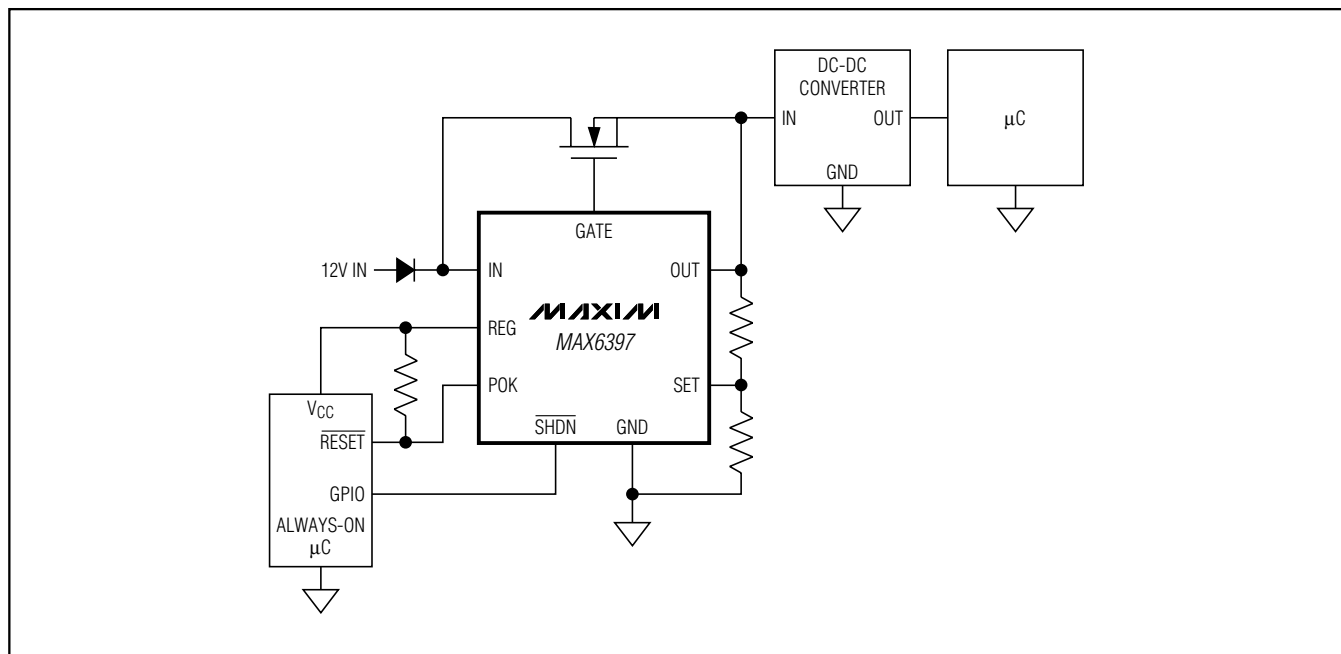 DC-DC
CONVERTER
IN
OUT
GND
μC
GATE
12V IN
IN
OUT
MAXIM
MAX6397
REG
POK
SET
SHDN
GND
VCC
RESET
GPIO
ALWAYS-ON
μC